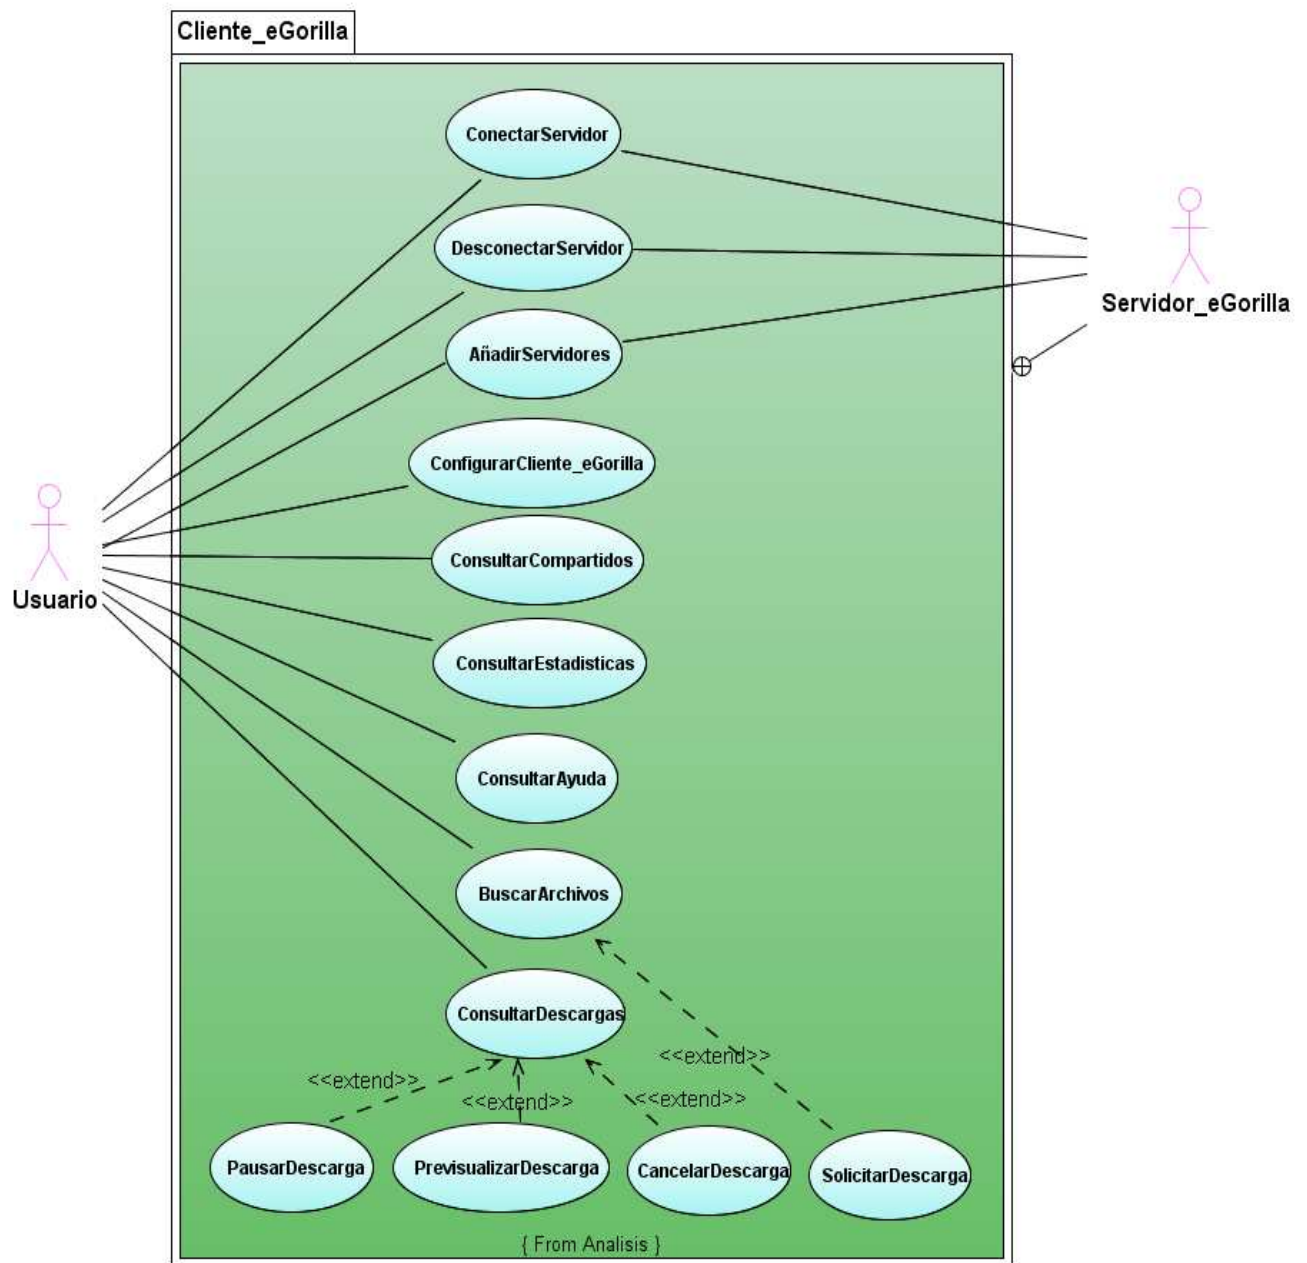 Cliente_eGorilla
ConectarServidor
DesconectarServidor
Servidor_eGorilla
AñadirServidores
ConfigurarCliente_eGorilla
ConsultarCompartidos
Usuario
ConsultarEstadisticas
ConsultarAyuda
BuscarArchivos
ConsultarDescargas
<<extend>>
<<extend>>
<<extend>>
<<extend>>
PausarDescarga
PrevisualizarDescarga
CancelarDescarga
SolicitarDescarga
{ From Analisis }